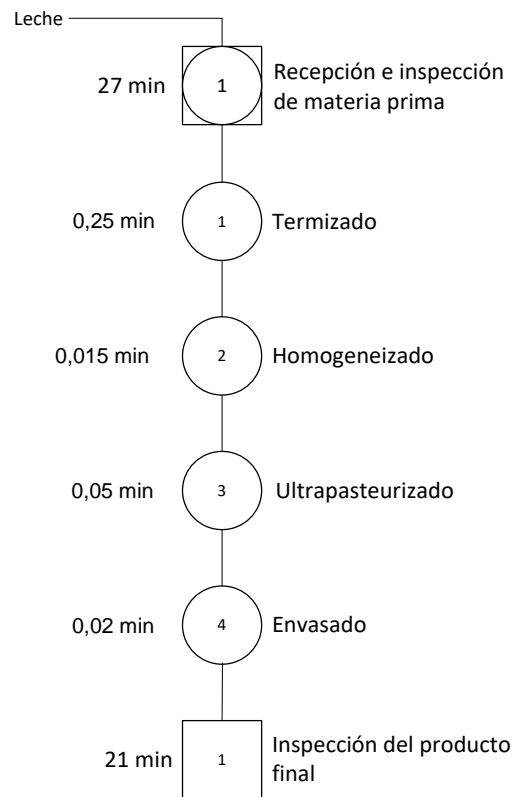 Leche
27 min
1
Recepción e inspección
de materia prima
0,25 min
1
Termizado
0,015 min
2
Homogeneizado
0,05 min
3
Ultrapasteurizado
0,02 min
4
Envasado
21 min
1
Inspección del producto
final